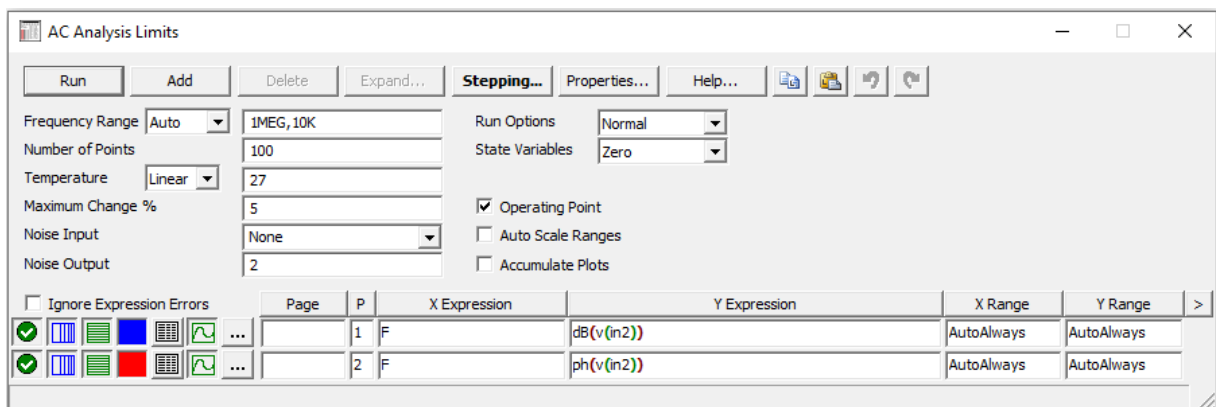 AC Analysis Limits
Run Add Delete Expand... Stepping... Properties... Help...
Frequency Range Auto 1MEG,10K Run Options Normal
Number of Points 100 State Variables Zero
Temperature Linear 27
Maximum Change % 5 Operating Point
Noise Input None Auto Scale Ranges
Noise Output 2 Accumulate Plots
Ignore Expression Errors Page P X Expression Y Expression X Range Y Range >
... 1 F dB(v(in2)) AutoAlways AutoAlways
... 2 F ph(v(in2)) AutoAlways AutoAlways